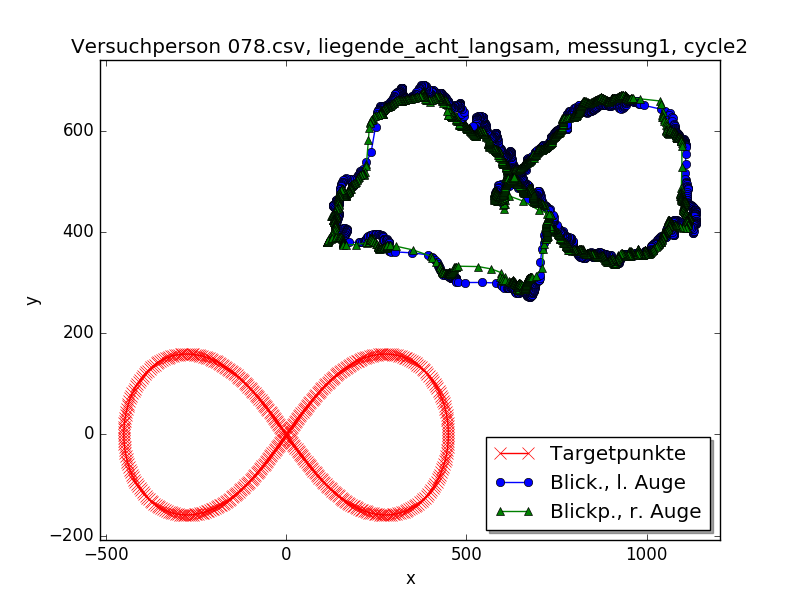 Versuchperson 078.csv, liegende_acht_langsam, messung1, cycle2
600
400
200
0
−200
y
−500
0
500
1000
x
Targetpunkte
Blick., l. Auge
Blickp., r. Auge